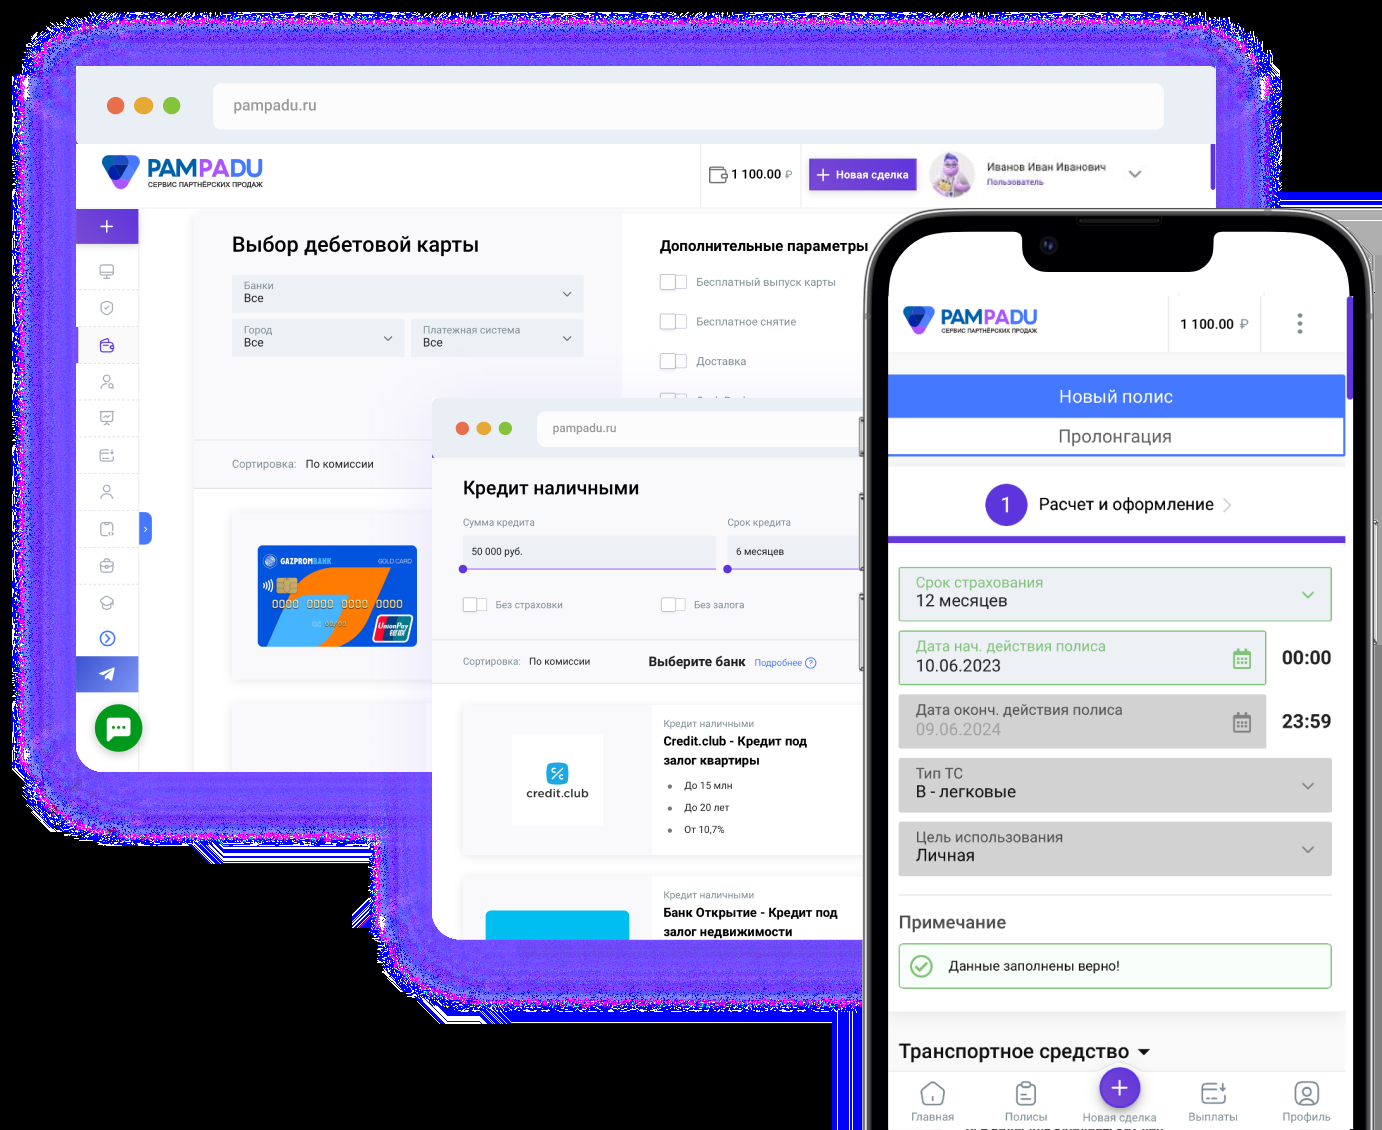 pampadu.ru
PAMPADU
СЕРВИС ПАРТНЁРСКИХ ПРОДАЖ
1 100.00 ₽
Новая сделка
Иванов Иван Иванович
Пользователь
Выбор дебетовой карты
Банки
Все
Город
Все
Платежная система
Все
Дополнительные параметры
Бесплатный выпуск карты
Бесплатное снятие
Доставка
Сортировка: По комиссии
GAZPROMBANK
GOLD CARD
0000 0000 0000 0000
UnionPay
pampadu.ru
Кредит наличными
Сумма кредита
50 000 руб.
Срок кредита
6 месяцев
Без страховки
Без залога
Сортировка: По комиссии
Выберите банк Подробнее ?
credit.club
Кредит наличными
Credit.club - Кредит под
залог квартиры
• До 15 млн
• До 20 лет
• От 10,7%
Кредит наличными
Банк Открытие - Кредит под
залог недвижимости
PAMPADU
СЕРВИС ПАРТНЁРСКИХ ПРОДАЖ
1 100.00 ₽
Новый полис
Пролонгация
1 Расчет и оформление
Срок страхования
12 месяцев
Дата нач. действия полиса
10.06.2023
00:00
Дата оконч. действия полиса
09.06.2024
23:59
Тип ТС
B - легковые
Цель использования
Личная
Примечание
Данные заполнены верно!
Транспортное средство
Главная
Полисы
Новая сделка
Выплаты
Профиль